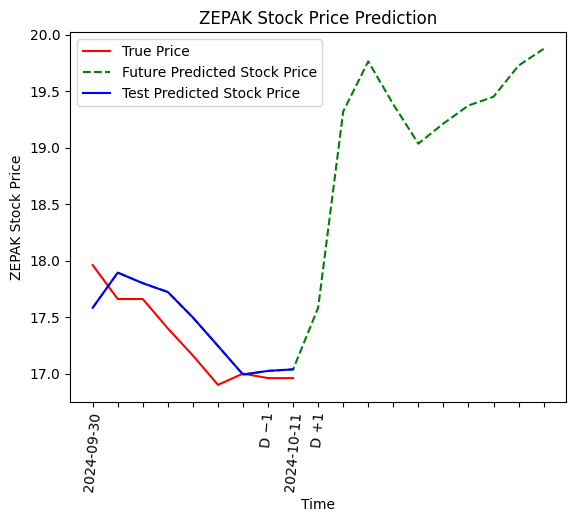 ZEPAK Stock Price Prediction
True Price
Future Predicted Stock Price
Test Predicted Stock Price
ZEPAK Stock Price
20.0
19.5
19.0
18.5
18.0
17.5
17.0
2024-09-30
D −1
2024-10-11
D +1
Time